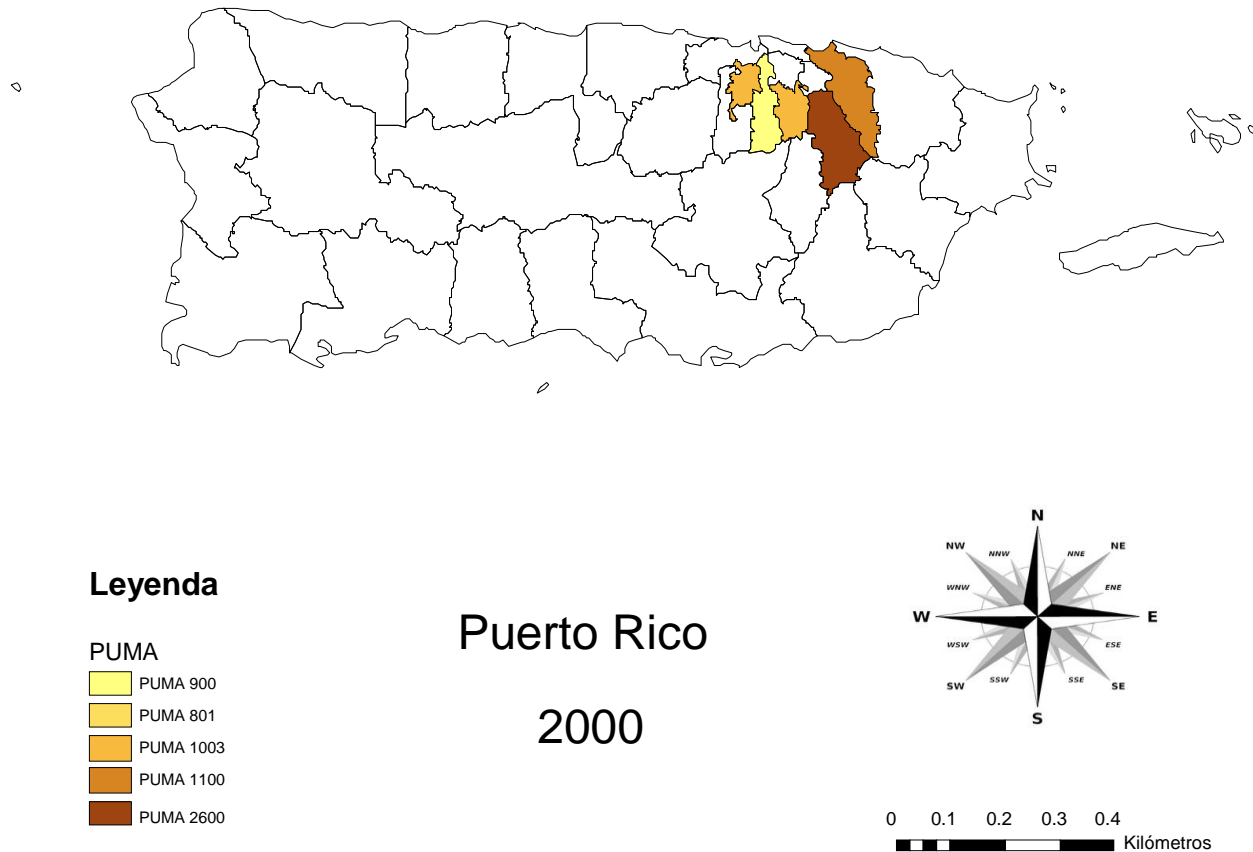 Leyenda
PUMA
PUMA 900
PUMA 801
PUMA 1003
PUMA 1100
PUMA 2600
Puerto Rico
2000
N
NNW
NNE
NW
NE
WNW
ENE
W
E
WSW
ESE
SW
SSW
SSE
SE
S
0 0.1 0.2 0.3 0.4
Kilómetros